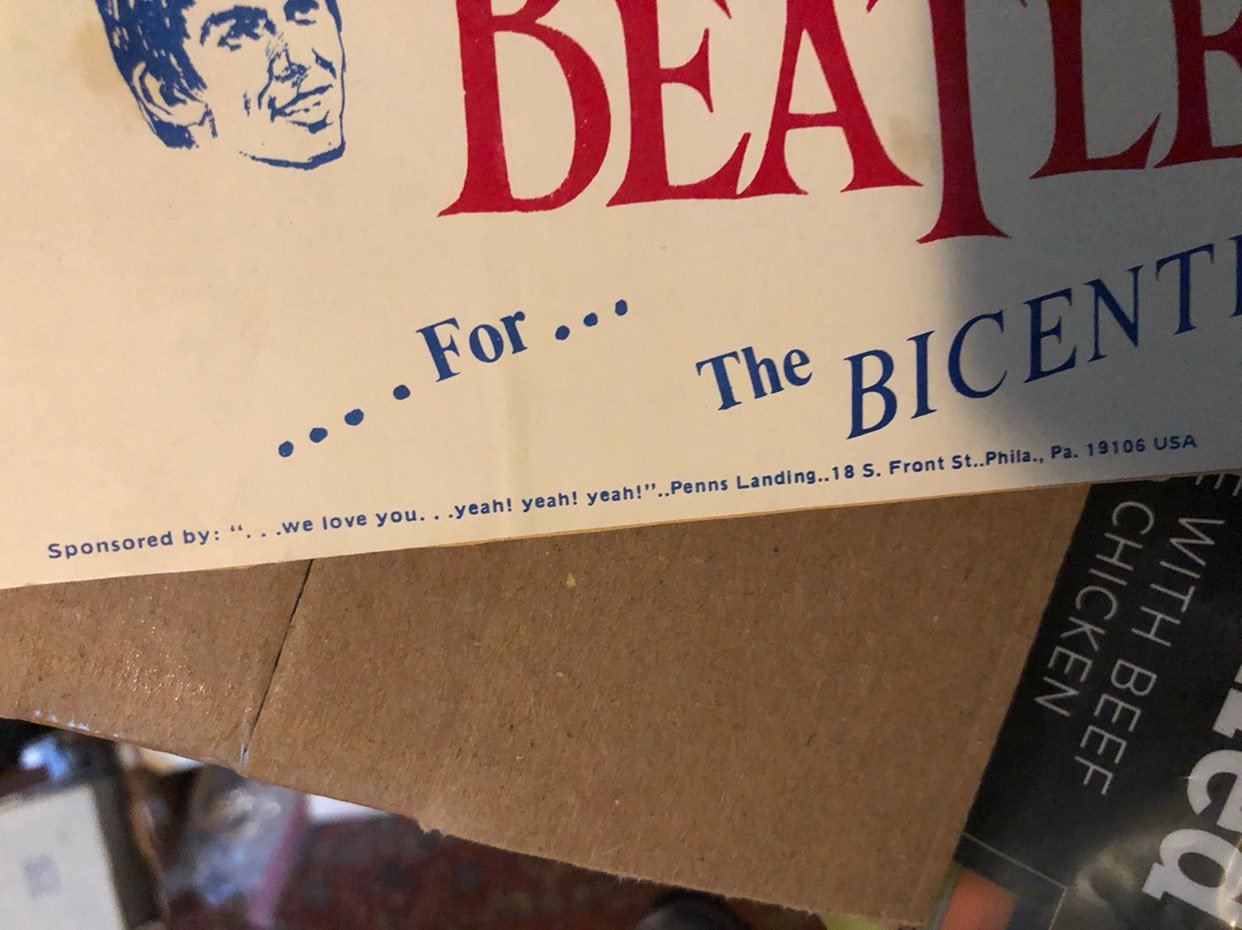 BEATLE
. . . . For . . .
The BICENT
Sponsored by: “. . .we love you. . .yeah! yeah! yeah!”..Penns Landing..18 S. Front St..Phila., Pa. 19106 USA
WITH BEEF
CHICKEN